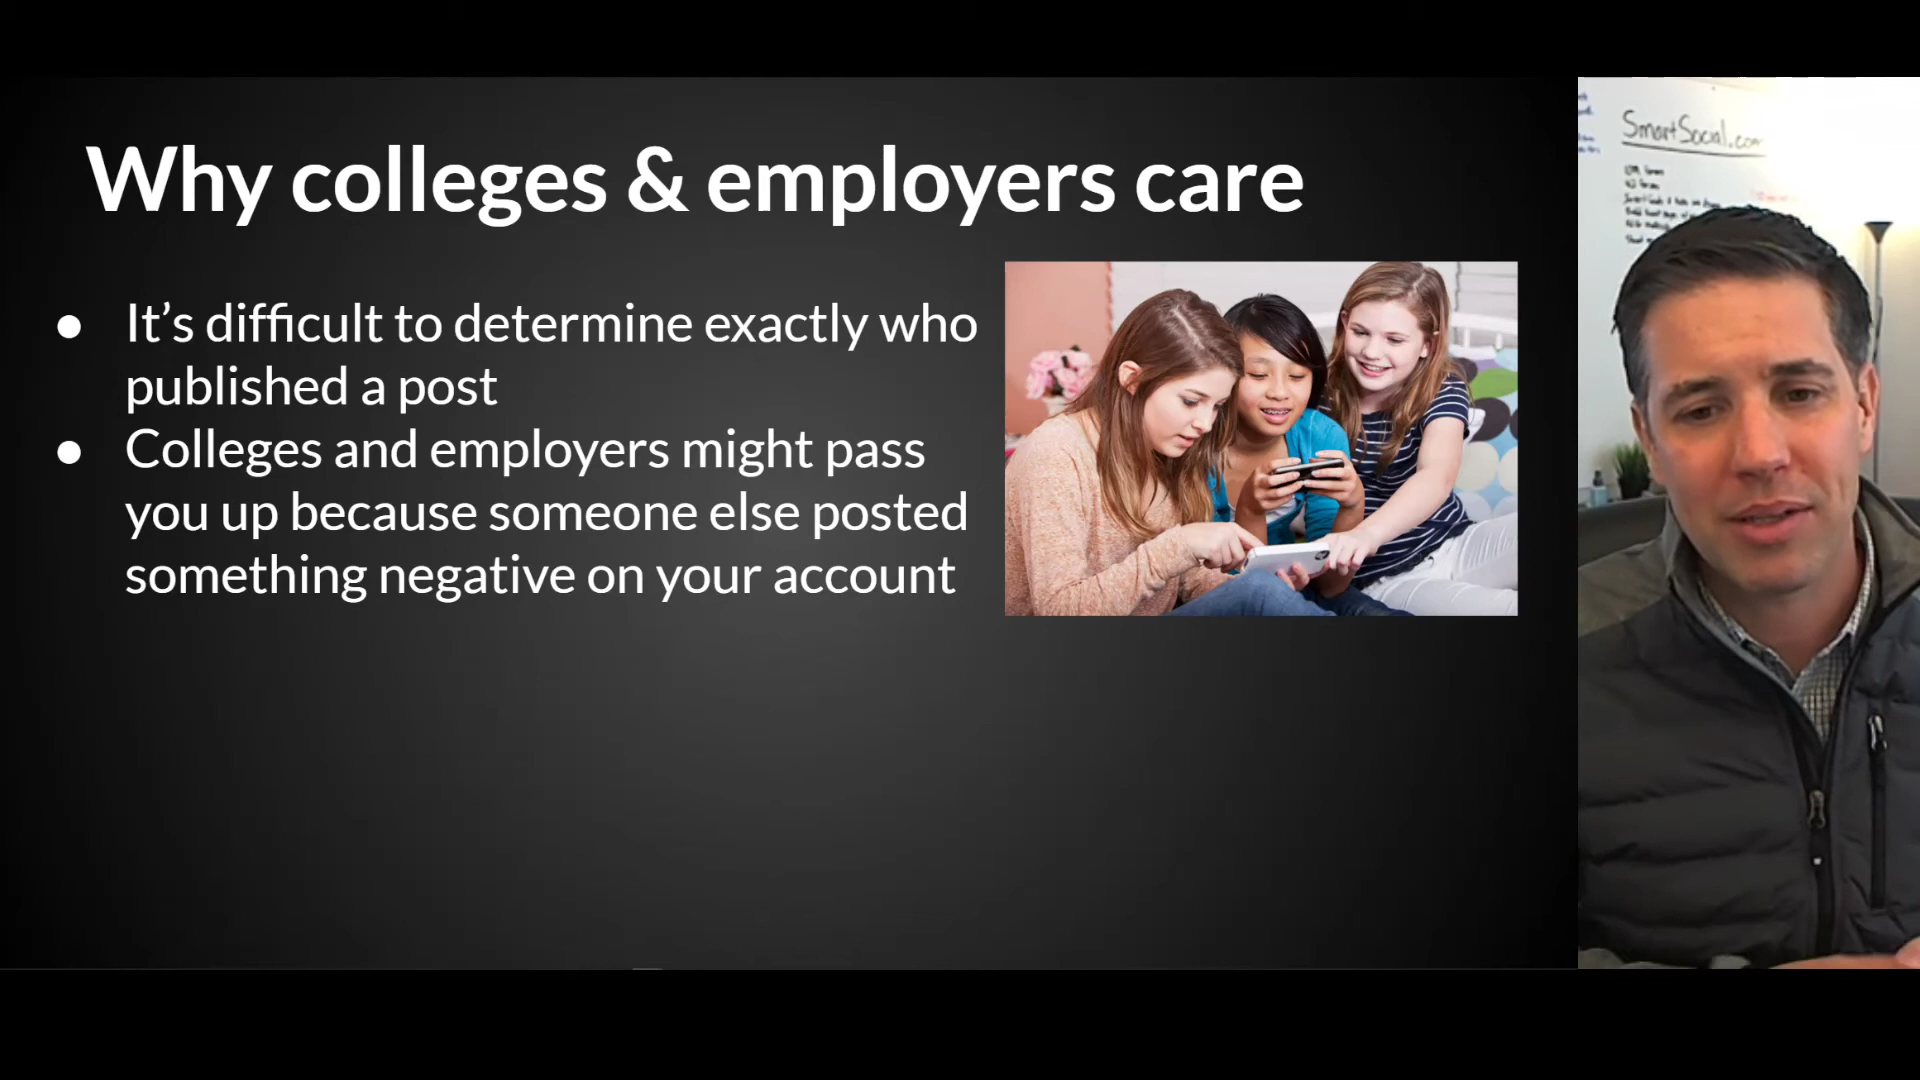 Why colleges & employers care
● It’s difficult to determine exactly who
published a post
● Colleges and employers might pass
you up because someone else posted
something negative on your account
SmartSocial.com